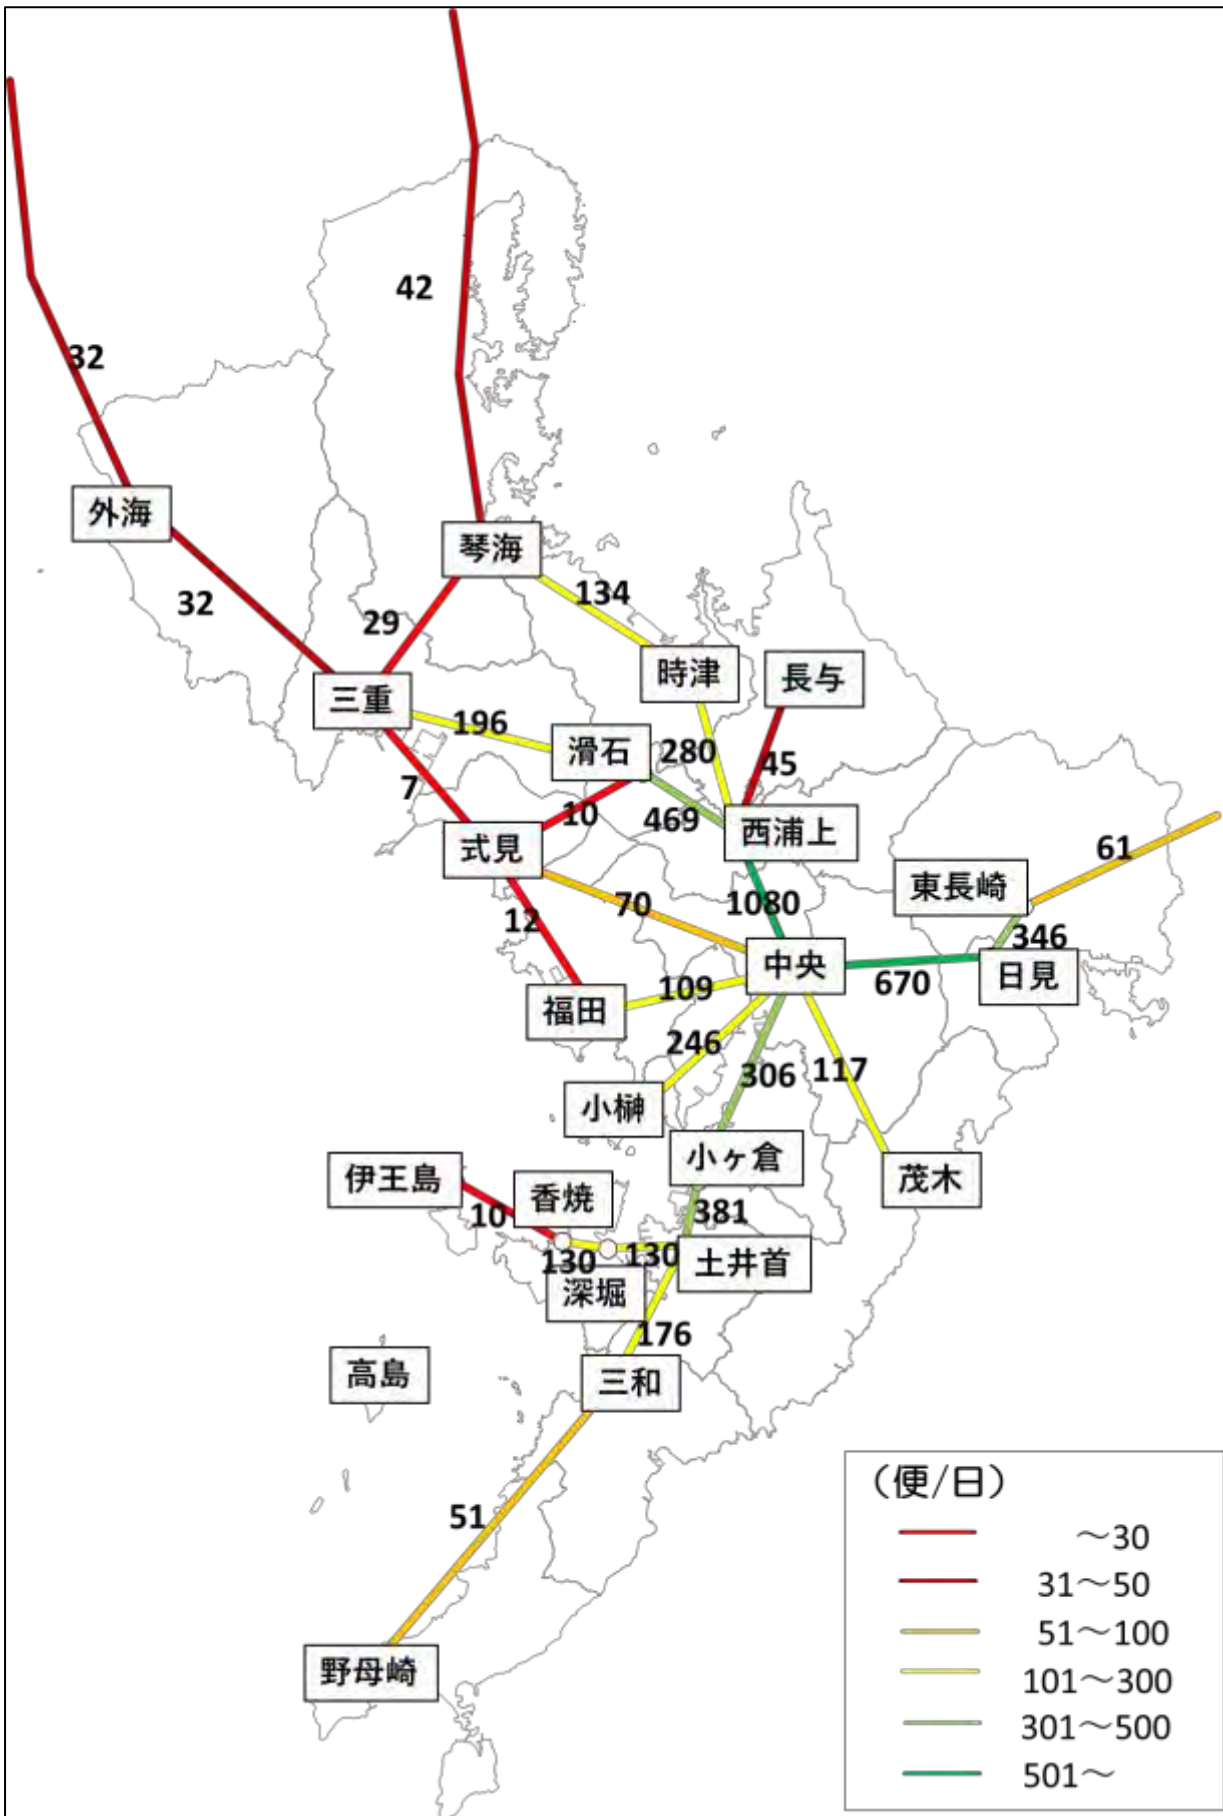 42
32
外海
琴海
134
32
29
時津
長与
三重
196
滑石
280
45
7
10
469
西浦上
式見
61
東長崎
70
1080
12
346
中央
日見
670
109
福田
246
306
117
小榊
小ヶ倉
茂木
伊王島
香焼
10
381
130
130
土井首
深堀
176
高島
三和
51
野母崎
（便/日）
～30
31～50
51～100
101～300
301～500
501～